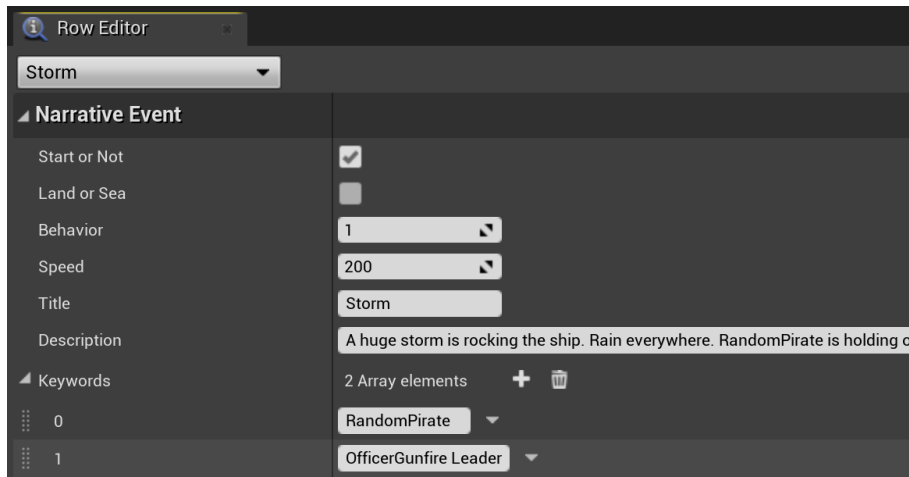 Row Editor
Storm
Narrative Event
Start or Not
Land or Sea
Behavior 1
Speed 200
Title Storm
Description A huge storm is rocking the ship. Rain everywhere. RandomPirate is holding
Keywords 2 Array elements
0 RandomPirate
1 OfficerGunfire Leader